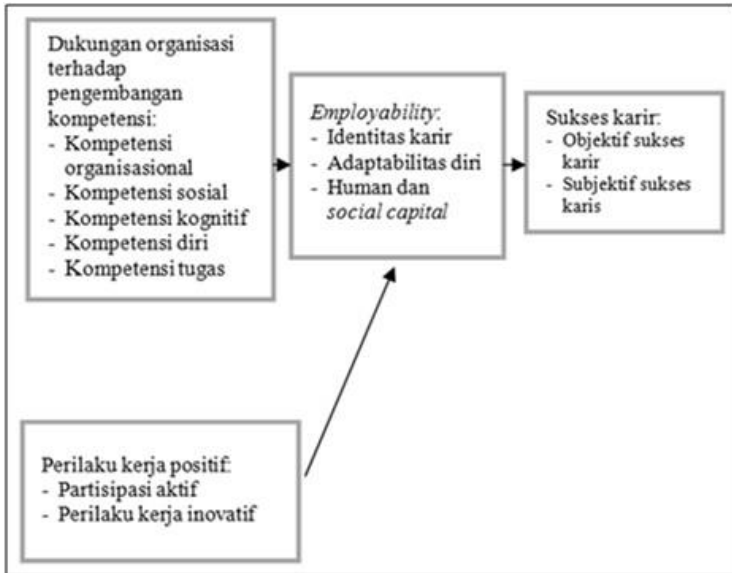 Dukungan organisasi
terhadap
pengembangan
kompetensi:
- Kompetensi
organisasional
- Kompetensi sosial
- Kompetensi kognitif
- Kompetensi diri
- Kompetensi tugas
Employability:
- Identitas karir
- Adaptabilitas diri
- Human dan
social capital
Sukses karir:
- Objektif sukses
karir
- Subjektif sukses
karis
Perilaku kerja positif:
- Partisipasi aktif
- Perilaku kerja inovatif